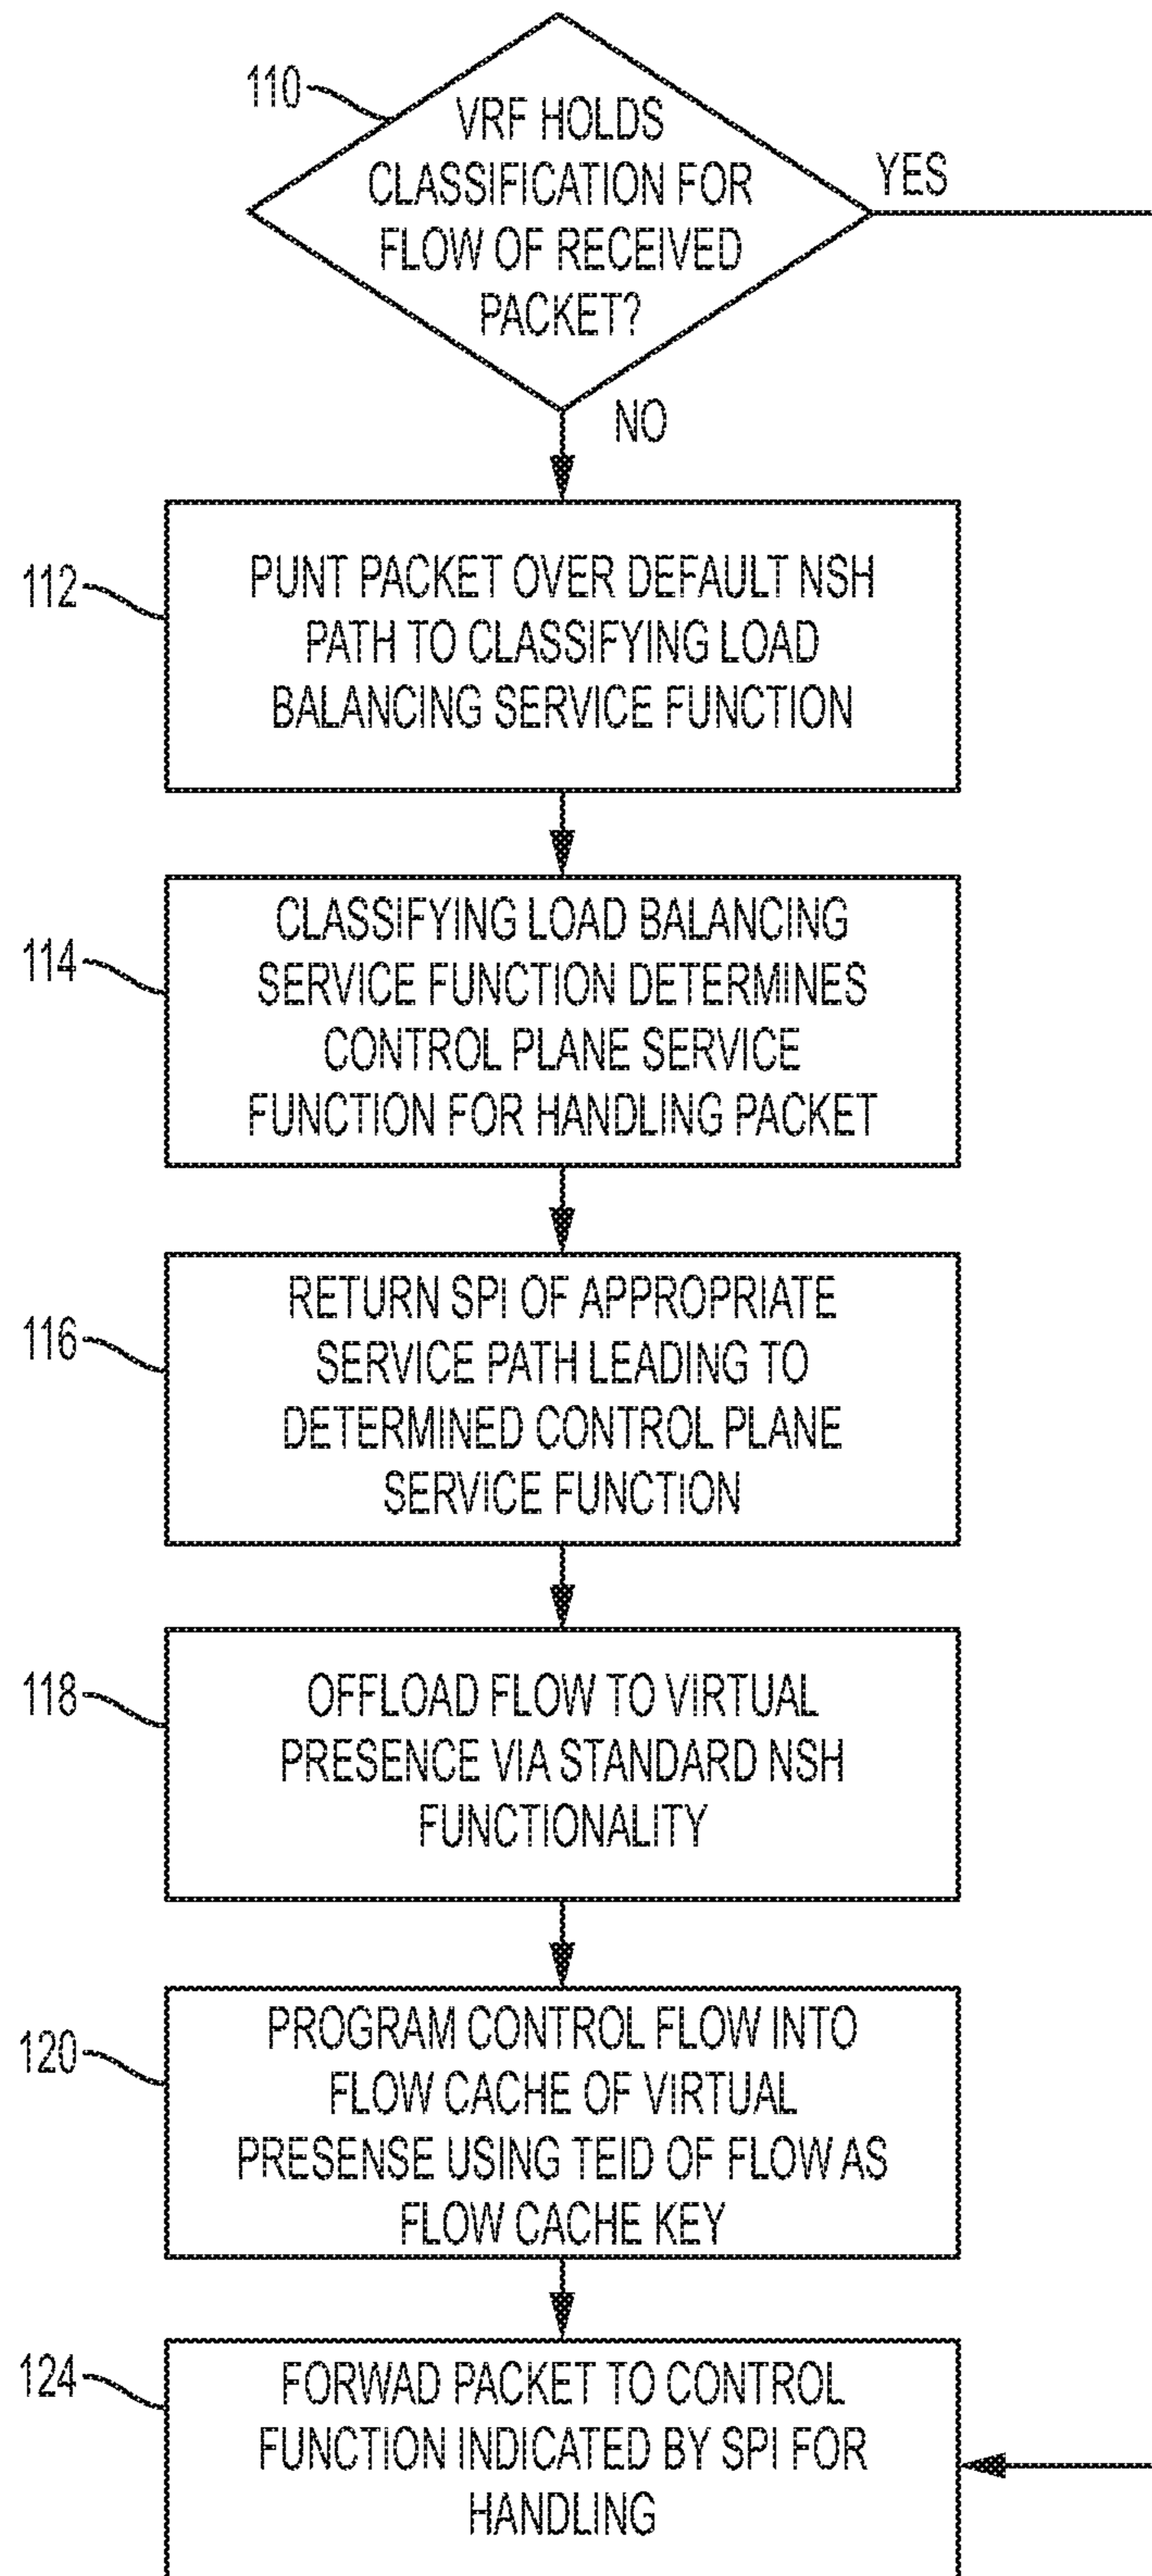 110
VRF HOLDS
CLASSIFICATION FOR
FLOW OF RECEIVED
PACKET?
YES
NO
112
PUNT PACKET OVER DEFAULT NSH
PATH TO CLASSIFYING LOAD
BALANCING SERVICE FUNCTION
114
CLASSIFYING LOAD BALANCING
SERVICE FUNCTION DETERMINES
CONTROL PLANE SERVICE
FUNCTION FOR HANDLING PACKET
116
RETURN SPI OF APPROPRIATE
SERVICE PATH LEADING TO
DETERMINED CONTROL PLANE
SERVICE FUNCTION
118
OFFLOAD FLOW TO VIRTUAL
PRESENCE VIA STANDARD NSH
FUNCTIONALITY
120
PROGRAM CONTROL FLOW INTO
FLOW CACHE OF VIRTUAL
PRESENSE USING TEID OF FLOW AS
FLOW CACHE KEY
124
FORWAD PACKET TO CONTROL
FUNCTION INDICATED BY SPI FOR
HANDLING